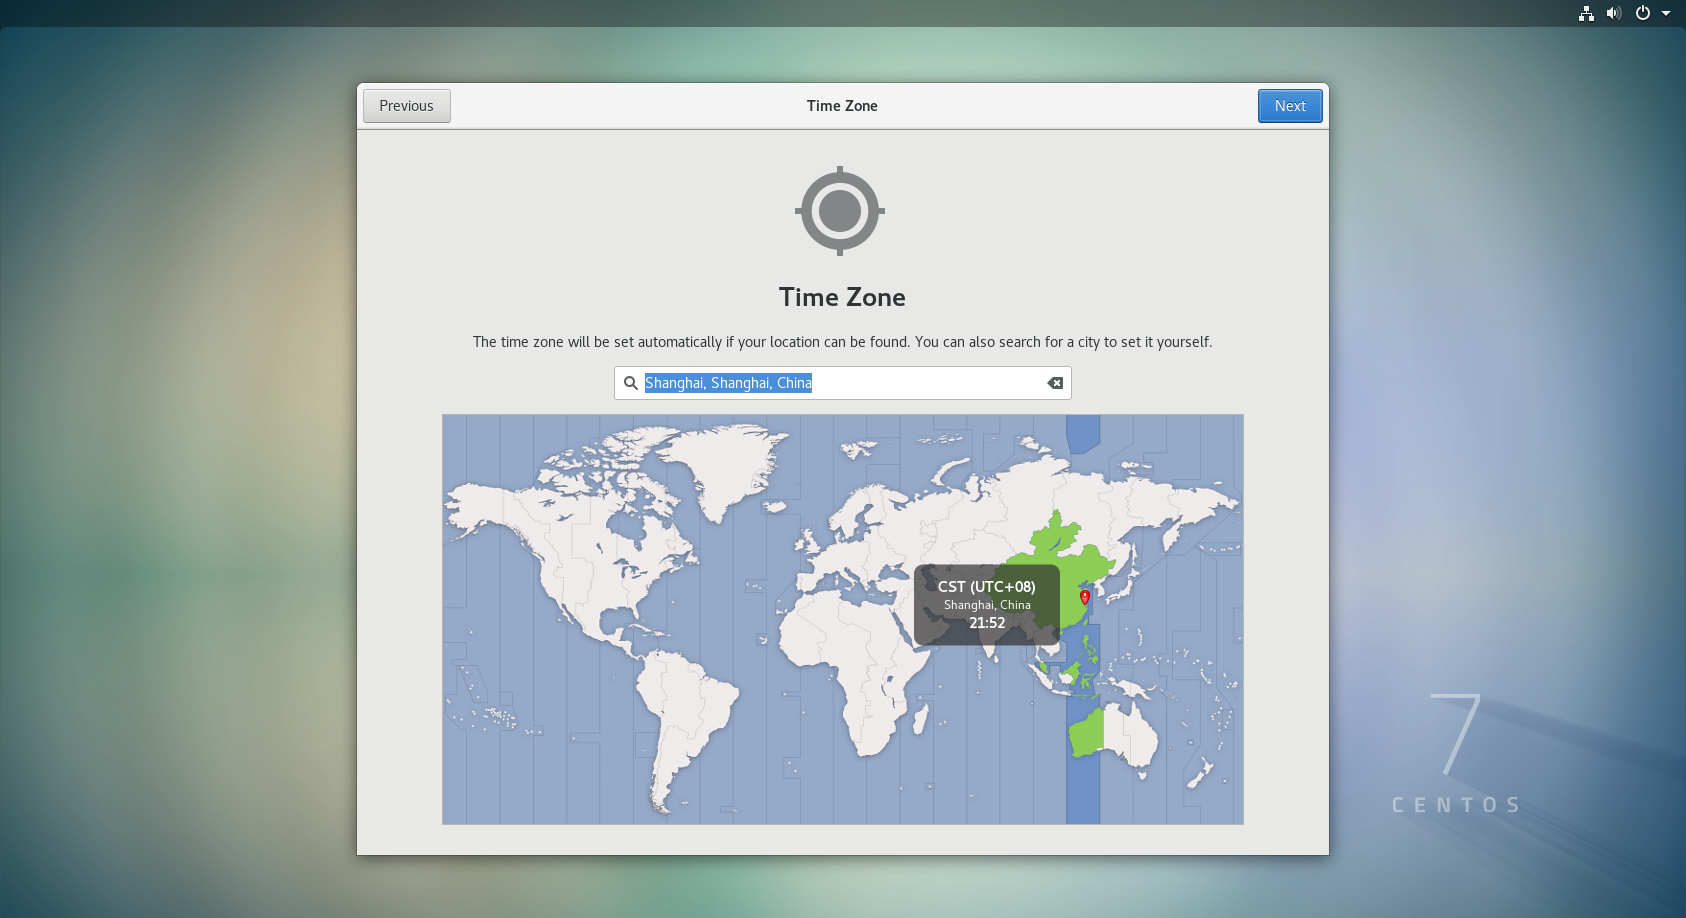 Previous
Time Zone
Next
Time Zone
The time zone will be set automatically if your location can be found. You can also search for a city to set it yourself.
Shanghai, Shanghai, China
CST (UTC+08)
Shanghai, China
21:52
7
CENTOS